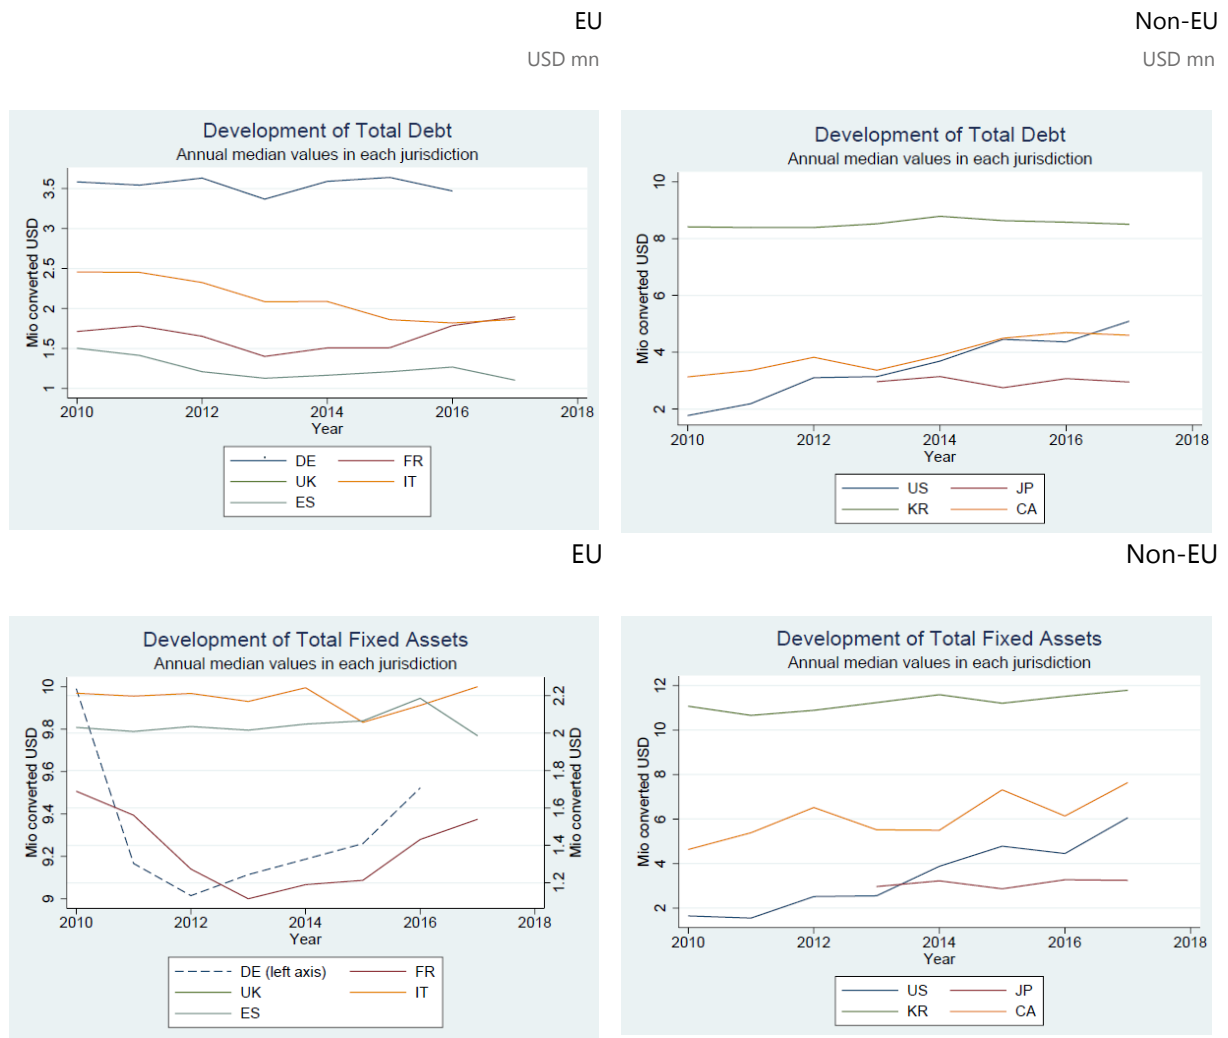 EU
USD mn
Non-EU
USD mn
Development of Total Debt
Annual median values in each jurisdiction
Mio converted USD
3.5
3
2.5
2
1.5
1
2010 2012 2014 2016 2018
Year
DE FR
UK IT
ES
Development of Total Debt
Annual median values in each jurisdiction
Mio converted USD
10
8
6
4
2
2010 2012 2014 2016 2018
Year
US JP
KR CA
EU
Non-EU
Development of Total Fixed Assets
Annual median values in each jurisdiction
Mio converted USD
10
9.8
9.6
9.4
9.2
9
2.2
2
1.8
1.6
1.4
1.2
Mio converted USD
2010 2012 2014 2016 2018
Year
DE (left axis) FR
UK IT
ES
Development of Total Fixed Assets
Annual median values in each jurisdiction
Mio converted USD
12
10
8
6
4
2
2010 2012 2014 2016 2018
Year
US JP
KR CA